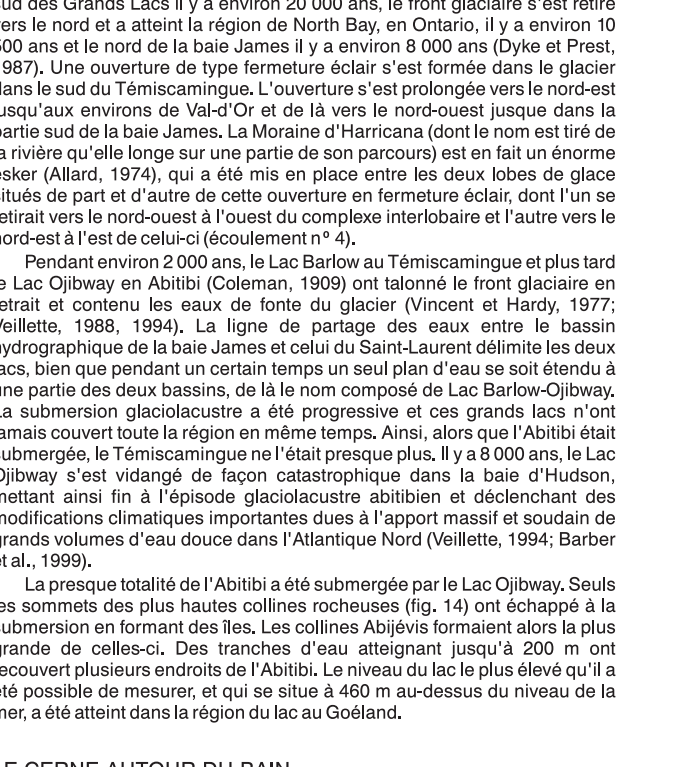 sud des Grands Lacs il y a environ 20 000 ans, le front glaciaire s'est retiré
vers le nord et a atteint la région de North Bay, en Ontario, il y a environ 10
500 ans et le nord de la baie James il y a environ 8 000 ans (Dyke et Prest,
1987). Une ouverture de type fermeture éclair s'est formée dans le glacier
dans le sud du Témiscamingue. L'ouverture s'est prolongée vers le nord-est
jusqu'aux environs de Val-d'Or et de là vers le nord-ouest jusque dans la
partie sud de la baie James. La Moraine d'Harricana (dont le nom est tiré de
la rivière qu'elle longe sur une partie de son parcours) est en fait un énorme
esker (Allard, 1974), qui a été mis en place entre les deux lobes de glace
situés de part et d'autre de cette ouverture en fermeture éclair, dont l'un se
retirait vers le nord-ouest à l'ouest du complexe interlobaire et l'autre vers le
nord-est à l'est de celui-ci (écoulement nº 4).
Pendant environ 2 000 ans, le Lac Barlow au Témiscamingue et plus tard
le Lac Ojibway en Abitibi (Coleman, 1909) ont talonné le front glaciaire en
retrait et contenu les eaux de fonte du glacier (Vincent et Hardy, 1977;
Veillette, 1988, 1994). La ligne de partage des eaux entre le bassin
hydrographique de la baie James et celui du Saint-Laurent délimite les deux
lacs, bien que pendant un certain temps un seul plan d'eau se soit étendu à
une partie des deux bassins, de là le nom composé de Lac Barlow-Ojibway.
La submersion glaciolacustre a été progressive et ces grands lacs n'ont
jamais couvert toute la région en même temps. Ainsi, alors que l'Abitibi était
submergée, le Témiscamingue ne l'était presque plus. Il y a 8 000 ans, le Lac
Ojibway s'est vidangé de façon catastrophique dans la baie d'Hudson,
mettant ainsi fin à l'épisode glaciolacustre abitibien et déclenchant des
modifications climatiques importantes dues à l'apport massif et soudain de
grands volumes d'eau douce dans l'Atlantique Nord (Veillette, 1994; Barber
et al., 1999).
La presque totalité de l'Abitibi a été submergée par le Lac Ojibway. Seuls
les sommets des plus hautes collines rocheuses (fig. 14) ont échappé à la
submersion en formant des îles. Les collines Abijévis formaient alors la plus
grande de celles-ci. Des tranches d'eau atteignant jusqu'à 200 m ont
recouvert plusieurs endroits de l'Abitibi. Le niveau du lac le plus élevé qu'il a
été possible de mesurer, et qui se situe à 460 m au-dessus du niveau de la
mer, a été atteint dans la région du lac au Goéland.
LE CERNE AUTOUR DU BAIN